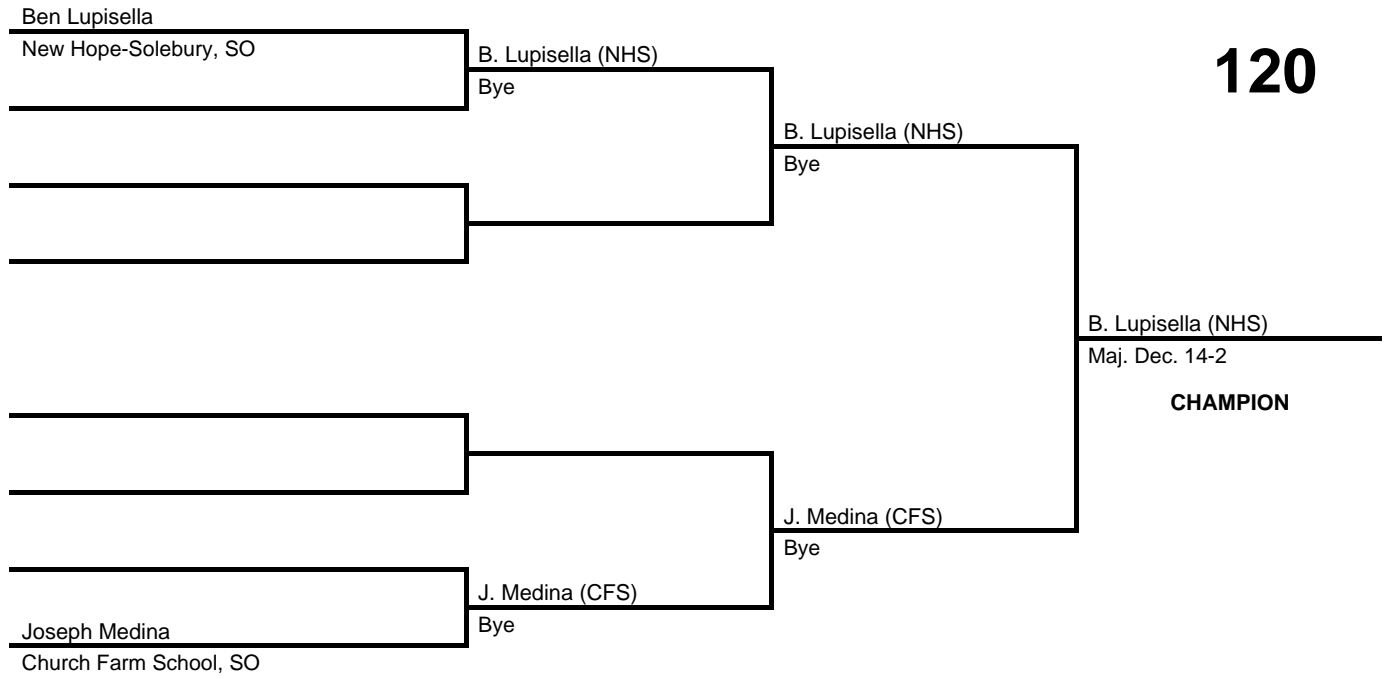 Ben Lupisella
New Hope-Solebury, SO
B. Lupisella (NHS)
Bye
120
B. Lupisella (NHS)
Bye
B. Lupisella (NHS)
Maj. Dec. 14-2
CHAMPION
J. Medina (CFS)
Bye
J. Medina (CFS)
Bye
Joseph Medina
Church Farm School, SO